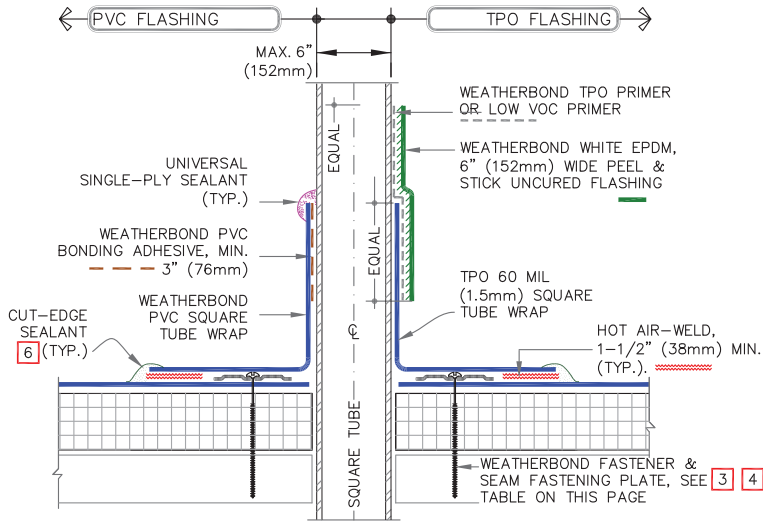 PVC FLASHING
TPO FLASHING
MAX. 6"
(152mm)
WEATHERBOND TPO PRIMER
OR LOW VOC PRIMER
EQUAL
WEATHERBOND WHITE EPDM,
6" (152mm) WIDE PEEL &
STICK UNCURED FLASHING
UNIVERSAL
SINGLE-PLY SEALANT
(TYP.)
WEATHERBOND PVC
BONDING ADHESIVE, MIN.
3" (76mm)
EQUAL
WEATHERBOND
PVC SQUARE
TUBE WRAP
TPO 60 MIL
(1.5mm) SQUARE
TUBE WRAP
CUT-EDGE
SEALANT
6 (TYP.)
℄
HOT AIR-WELD,
1-1/2" (38mm) MIN.
(TYP.).
SQUARE TUBE
WEATHERBOND FASTENER &
SEAM FASTENING PLATE, SEE 3 4
TABLE ON THIS PAGE